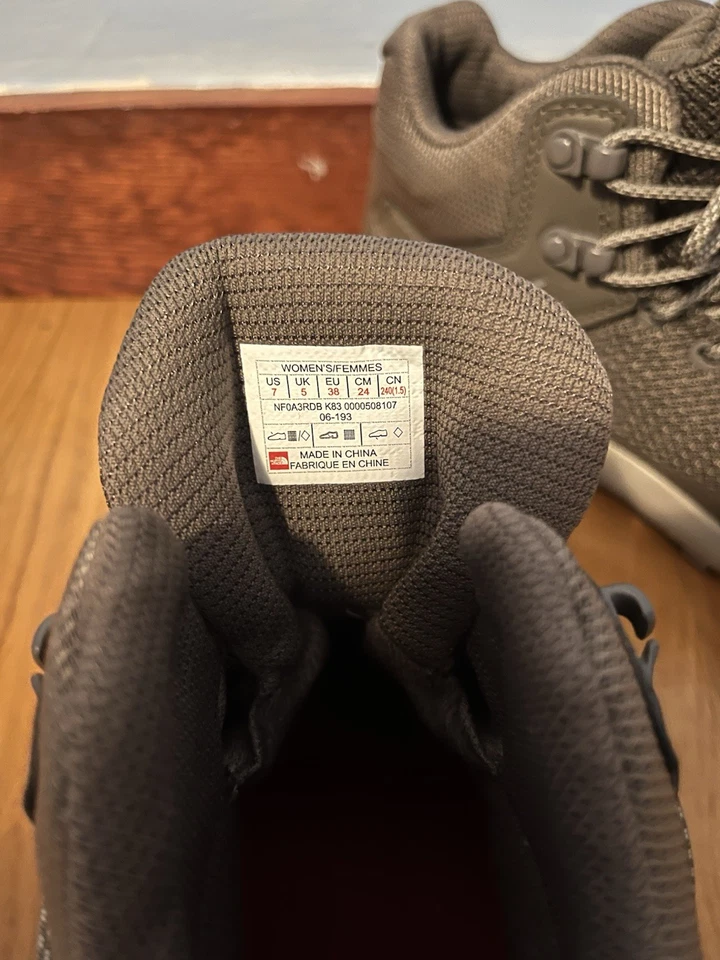 WOMEN'S/FEMMES
US UK EU CM CN
7 5 38 24 240(1.5)
NF0A3RDB K83 0000508107
06-193
MADE IN CHINA
FABRIQUE EN CHINE